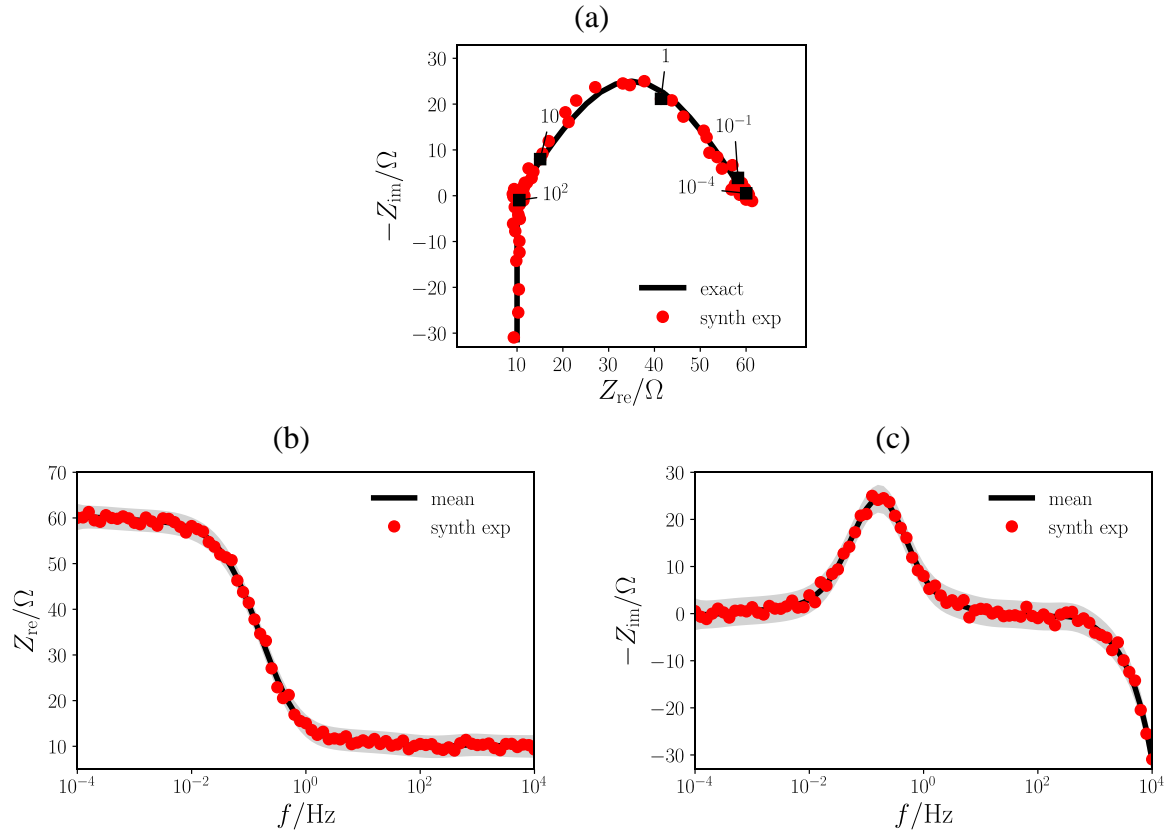 (a)
30
20
10
0
−10
−20
−30
−Z_im/Ω
1
10
10^2
10^{-1}
10^{-4}
exact
synth exp
10 20 30 40 50 60
Z_re/Ω
(b)
70
60
50
40
30
20
10
Z_re/Ω
mean
synth exp
10^{-4} 10^{-2} 10^0 10^2 10^4
f/Hz
(c)
30
20
10
0
−10
−20
−30
−Z_im/Ω
mean
synth exp
10^{-4} 10^{-2} 10^0 10^2 10^4
f/Hz